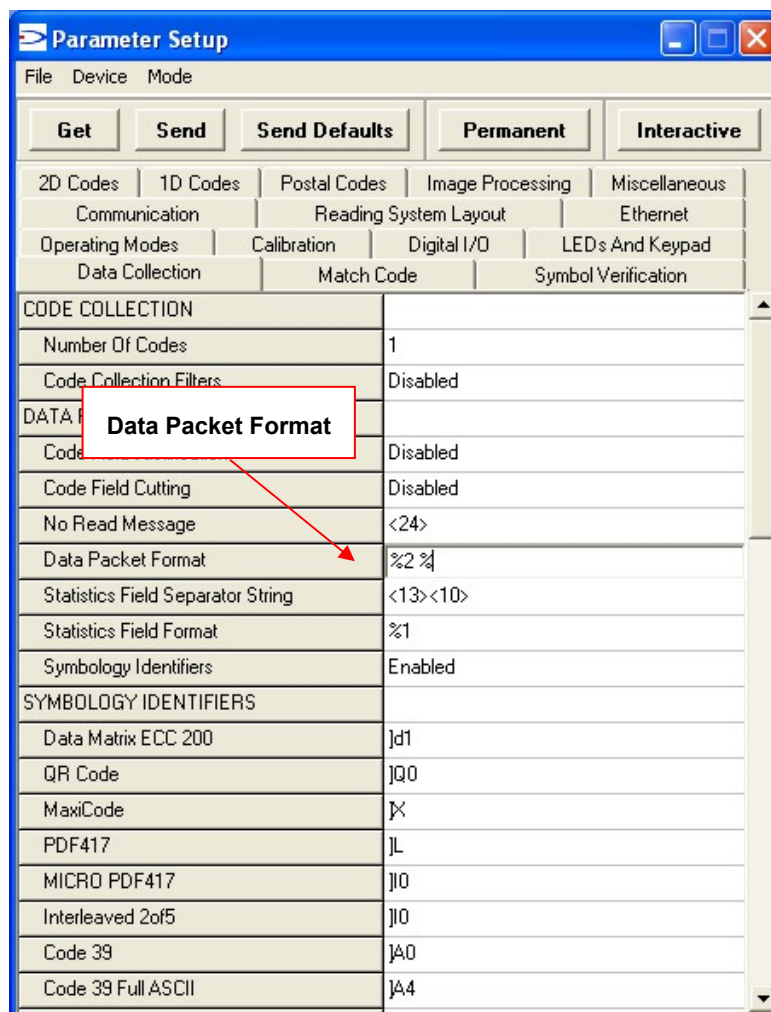 Parameter Setup
File Device Mode
Get Send Send Defaults Permanent Interactive
2D Codes 1D Codes Postal Codes Image Processing Miscellaneous
Communication Reading System Layout Ethernet
Operating Modes Calibration Digital I/O LEDs And Keypad
Data Collection Match Code Symbol Verification
CODE COLLECTION
Number Of Codes 1
Code Collection Filters Disabled
DATA
Data Packet Format
Code Disabled
Code Field Cutting Disabled
No Read Message <24>
Data Packet Format %2 %
Statistics Field Separator String <13><10>
Statistics Field Format %1
Symbology Identifiers Enabled
SYMBOLOGY IDENTIFIERS
Data Matrix ECC 200 ]d1
QR Code ]Q0
MaxiCode ]X
PDF417 ]L
MICRO PDF417 ]I0
Interleaved 2of5 ]I0
Code 39 ]A0
Code 39 Full ASCII ]A4